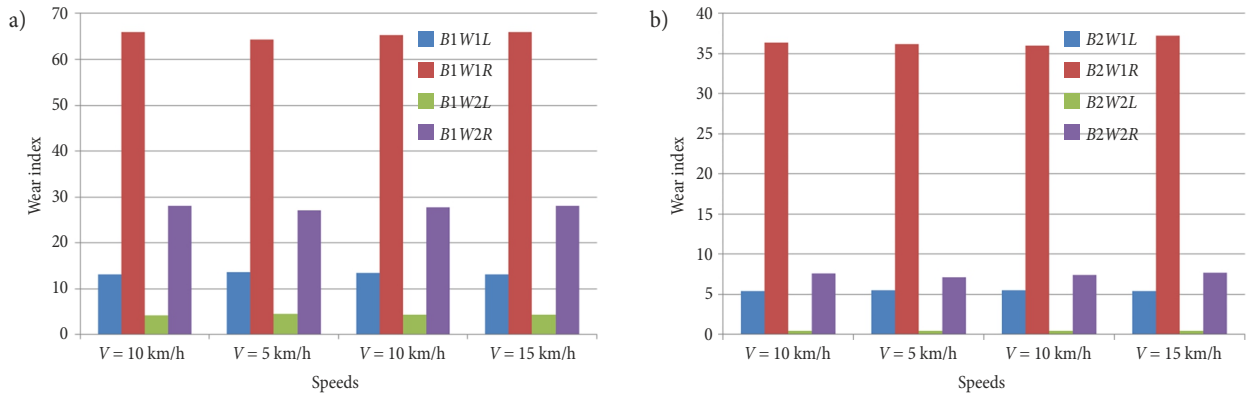 a)
70
60
50
40
30
20
10
0
Wear index
B1W1L
B1W1R
B1W2L
B1W2R
V = 10 km/h
V = 5 km/h
V = 10 km/h
V = 15 km/h
Speeds
b)
40
35
30
25
20
15
10
5
0
Wear index
B2W1L
B2W1R
B2W2L
B2W2R
V = 10 km/h
V = 5 km/h
V = 10 km/h
V = 15 km/h
Speeds